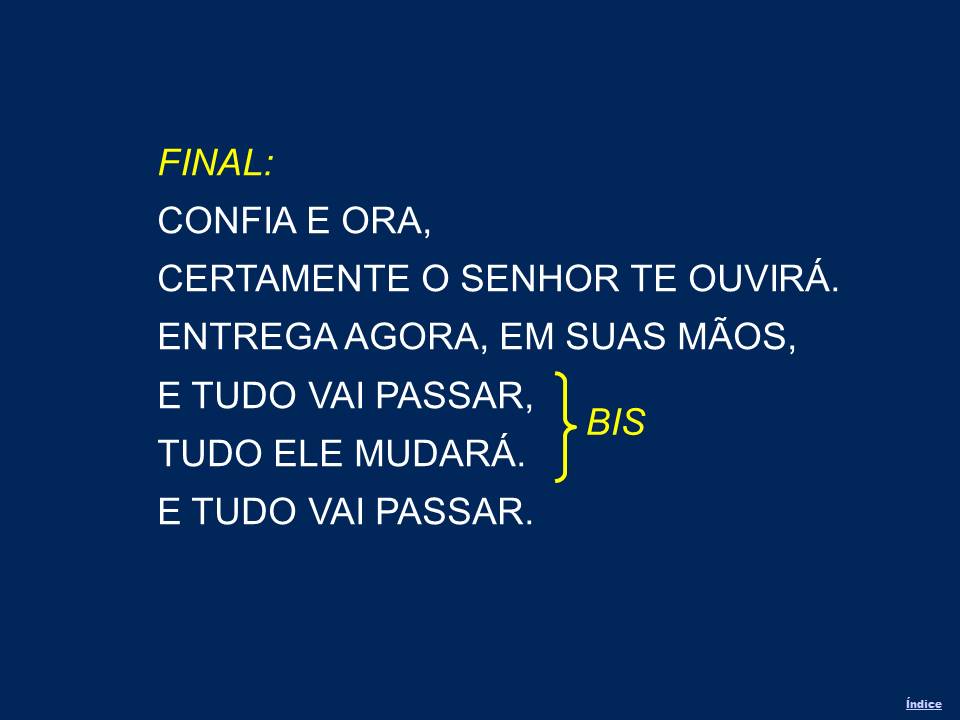 FINAL:
CONFIA E ORA,
CERTAMENTE O SENHOR TE OUVIRÁ.
ENTREGA AGORA, EM SUAS MÃOS,
E TUDO VAI PASSAR,
BIS
TUDO ELE MUDARÁ.
E TUDO VAI PASSAR.
Índice